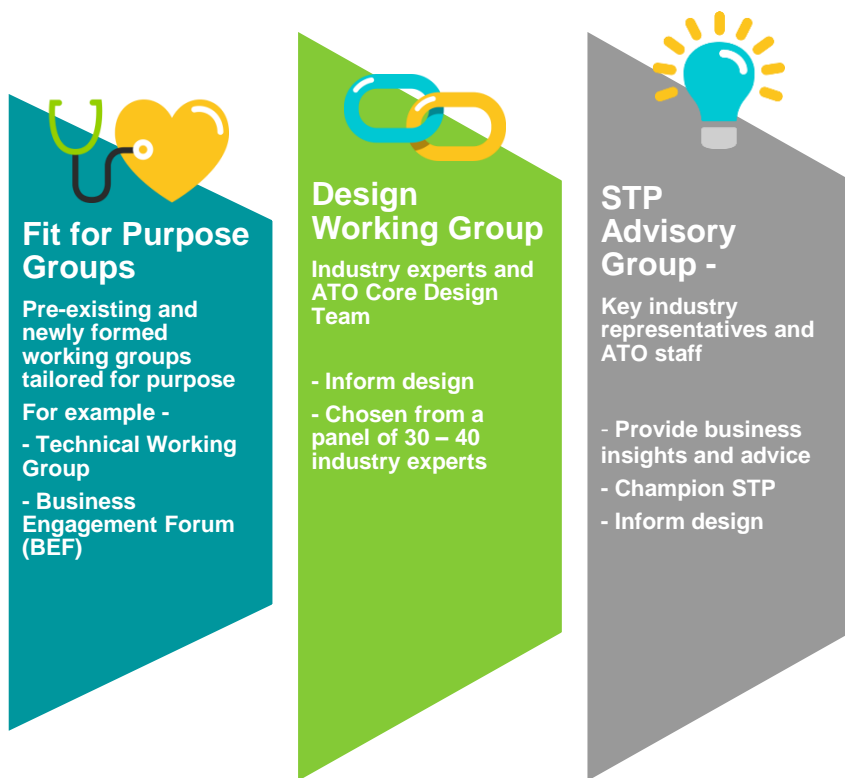 Fit for Purpose
Groups
Pre-existing and
newly formed
working groups
tailored for purpose
For example -
- Technical Working
Group
- Business
Engagement Forum
(BEF)
Design
Working Group
Industry experts and
ATO Core Design
Team
- Inform design
- Chosen from a
panel of 30 – 40
industry experts
STP
Advisory
Group -
Key industry
representatives and
ATO staff
- Provide business
insights and advice
- Champion STP
- Inform design